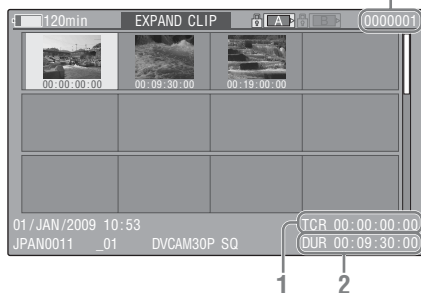 120min EXPAND CLIP A B 0000001
00:00:00:00 00:09:30:00 00:19:00:00
01/JAN/2009 10:53 TCR 00:00:00:00
JPAN0011 _01 DVCAM30P SQ DUR 00:09:30:00
1 2